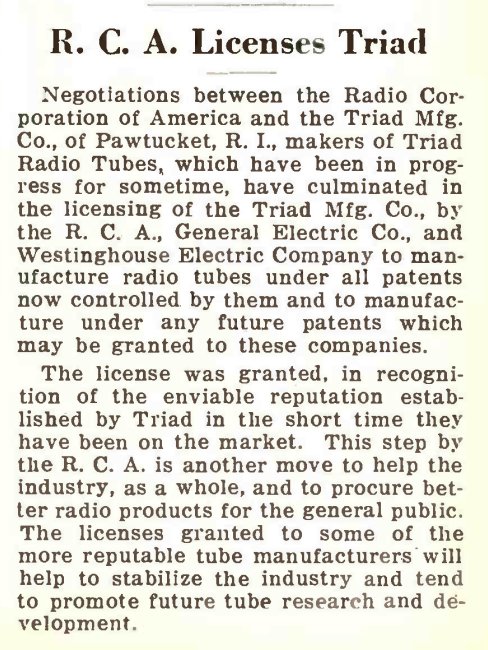 R. C. A. Licenses Triad
Negotiations between the Radio Cor-
poration of America and the Triad Mfg.
Co., of Pawtucket, R. I., makers of Triad
Radio Tubes, which have been in prog-
ress for sometime, have culminated in
the licensing of the Triad Mfg. Co., by
the R. C. A., General Electric Co., and
Westinghouse Electric Company to man-
ufacture radio tubes under all patents
now controlled by them and to manufac-
ture under any future patents which
may be granted to these companies.
The license was granted, in recogni-
tion of the enviable reputation estab-
lished by Triad in the short time they
have been on the market. This step by
the R. C. A. is another move to help the
industry, as a whole, and to procure bet-
ter radio products for the general public.
The licenses granted to some of the
more reputable tube manufacturers will
help to stabilize the industry and tend
to promote future tube research and de-
velopment.